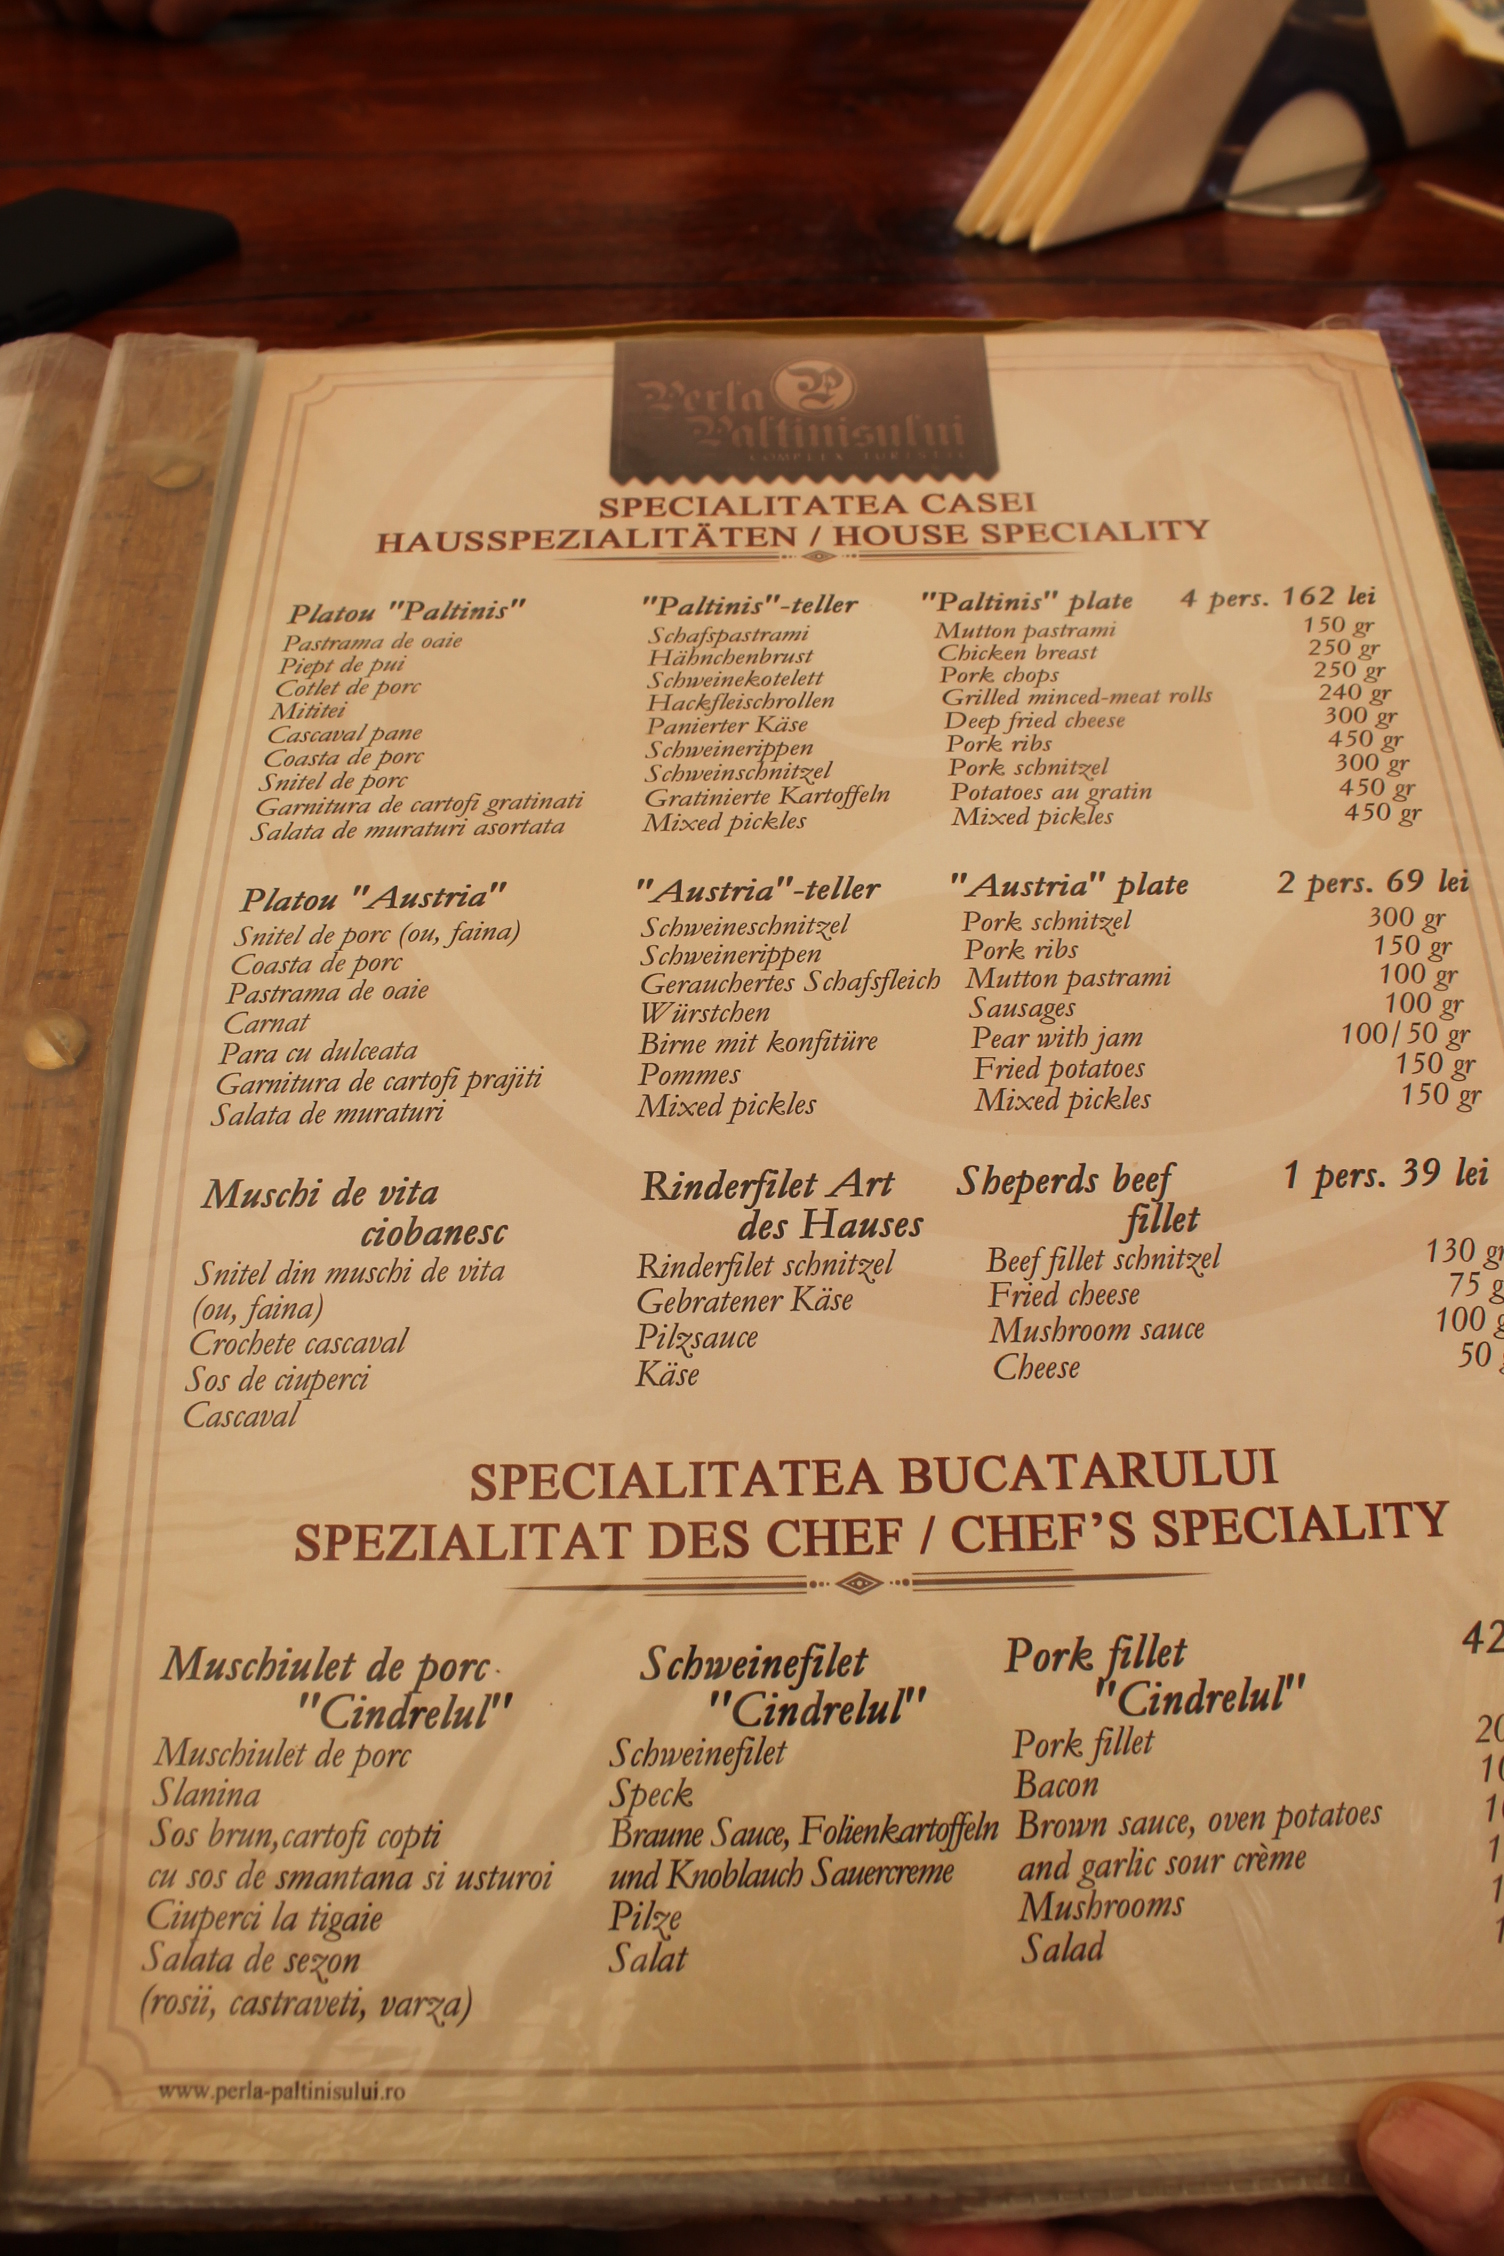 Perla P
Paltinisului
COMPLEX TURISTIC
SPECIALITATEA CASEI
HAUSSPEZIALITÄTEN / HOUSE SPECIALITY
Platou "Paltinis" "Paltinis"-teller "Paltinis" plate 4 pers. 162 lei
Pastrama de oaie Schafspastrami Mutton pastrami 150 gr
Piept de pui Hähnchenbrust Chicken breast 250 gr
Cotlet de porc Schweinekotelett Pork chops 250 gr
Mititei Hackfleischrollen Grilled minced-meat rolls 240 gr
Cascaval pane Panierter Käse Deep fried cheese 300 gr
Coasta de porc Schweinerippen Pork ribs 450 gr
Snitel de porc Schweinschnitzel Pork schnitzel 300 gr
Garnitura de cartofi gratinati Gratinierte Kartoffeln Potatoes au gratin 450 gr
Salata de muraturi asortata Mixed pickles Mixed pickles 450 gr
Platou "Austria" "Austria"-teller "Austria" plate 2 pers. 69 lei
Snitel de porc (ou, faina) Schweineschnitzel Pork schnitzel 300 gr
Coasta de porc Schweinerippen Pork ribs 150 gr
Pastrama de oaie Gerauchertes Schafsfleich Mutton pastrami 100 gr
Carnat Würstchen Sausages 100 gr
Para cu dulceata Birne mit konfitüre Pear with jam 100/50 gr
Garnitura de cartofi prajiti Pommes Fried potatoes 150 gr
Salata de muraturi Mixed pickles Mixed pickles 150 gr
Muschi de vita Rinderfilet Art Sheperds beef 1 pers. 39 lei
ciobanesc des Hauses fillet
Snitel din muschi de vita Rinderfilet schnitzel Beef fillet schnitzel 130 gr
(ou, faina) Gebratener Käse Fried cheese 75 g
Crochete cascaval Pilzsauce Mushroom sauce 100 g
Sos de ciuperci Käse Cheese 50 g
Cascaval
SPECIALITATEA BUCATARULUI
SPEZIALITAT DES CHEF / CHEF'S SPECIALITY
Muschiulet de porc Schweinefilet Pork fillet 42
"Cindrelul" "Cindrelul" "Cindrelul"
Muschiulet de porc Schweinefilet Pork fillet 20
Slanina Speck Bacon 10
Sos brun,cartofi copti Braune Sauce, Folienkartoffeln Brown sauce, oven potatoes 1
cu sos de smantana si usturoi und Knoblauch Sauercreme and garlic sour crème 1
Ciuperci la tigaie Pilze Mushrooms 1
Salata de sezon Salat Salad 1
(rosii, castraveti, varza)
www.perla-paltinisului.ro